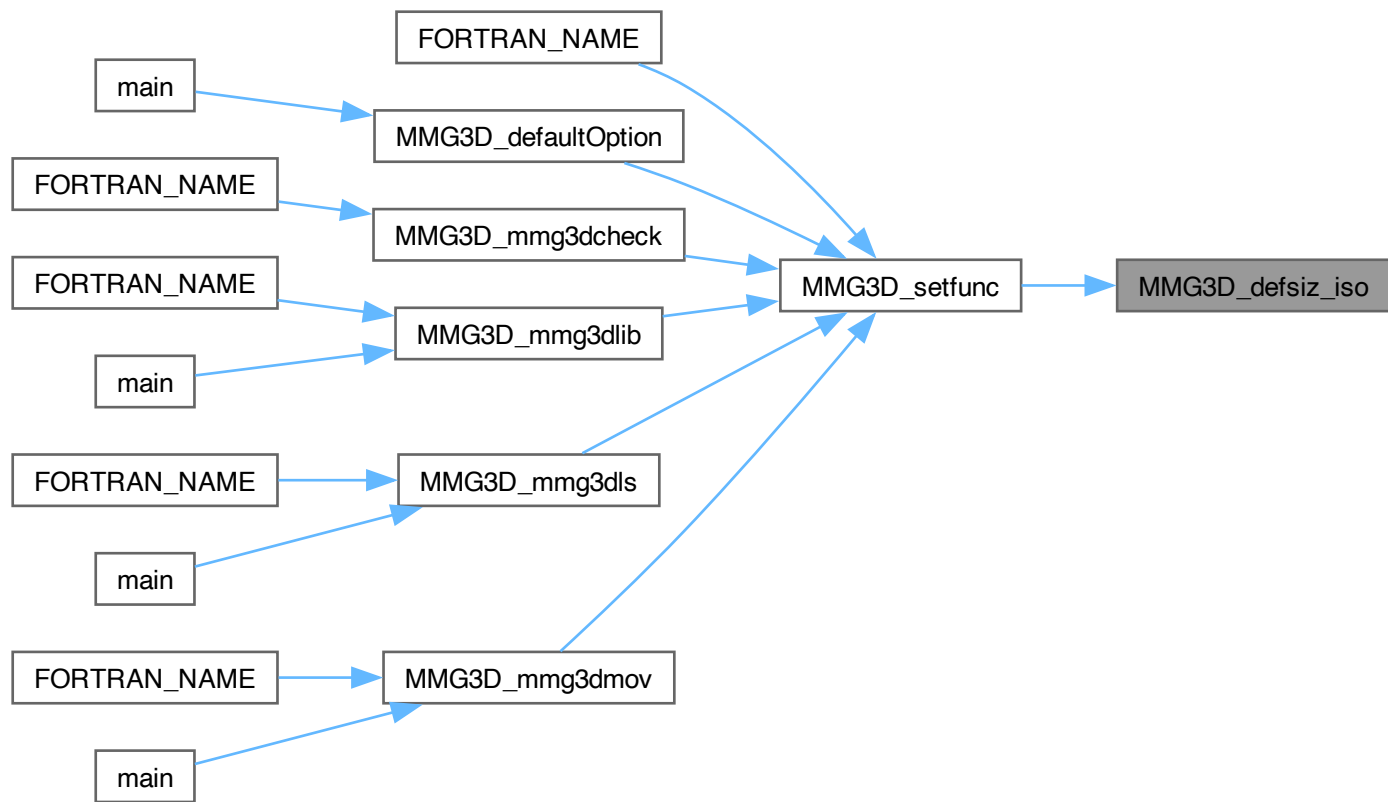 FORTRAN_NAME
main
MMG3D_defaultOption
FORTRAN_NAME
MMG3D_mmg3dcheck
FORTRAN_NAME
MMG3D_setfunc
MMG3D_defsiz_iso
MMG3D_mmg3dlib
main
FORTRAN_NAME
MMG3D_mmg3dls
main
FORTRAN_NAME
MMG3D_mmg3dmov
main